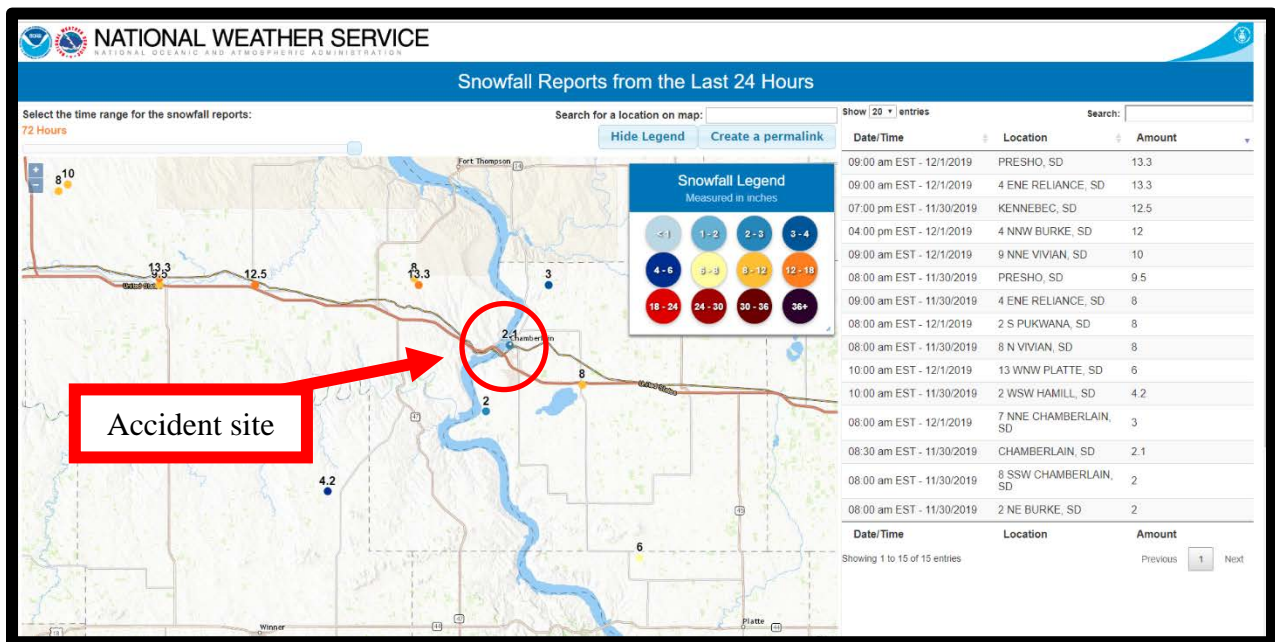 NATIONAL WEATHER SERVICE
NATIONAL OCEANIC AND ATMOSPHERIC ADMINISTRATION
Snowfall Reports from the Last 24 Hours
Select the time range for the snowfall reports:
72 Hours
Search for a location on map:
Hide Legend
Create a permalink
+
-
Fort Thompson
8
10
13.3
9.5
12.5
8
13.3
3
2.1
Chamberlain
8
United States
2
47
4.2
45
6
Winner
Platte
Accident site
Snowfall Legend
Measured in inches
< 1
1 - 2
2 - 3
3 - 4
4 - 6
6 - 8
8 - 12
12 - 18
18 - 24
24 - 30
30 - 36
36+
Show 20 entries
Search:
Date/Time Location Amount
09:00 am EST - 12/1/2019 PRESHO, SD 13.3
09:00 am EST - 12/1/2019 4 ENE RELIANCE, SD 13.3
07:00 pm EST - 11/30/2019 KENNEBEC, SD 12.5
04:00 pm EST - 11/30/2019 4 NNW BURKE, SD 12
09:00 am EST - 12/1/2019 9 NNE VIVIAN, SD 10
08:00 am EST - 11/30/2019 PRESHO, SD 9.5
09:00 am EST - 11/30/2019 4 ENE RELIANCE, SD 8
08:00 am EST - 12/1/2019 2 S PUKWANA, SD 8
08:00 am EST - 11/30/2019 8 N VIVIAN, SD 8
10:00 am EST - 12/1/2019 13 WNW PLATTE, SD 6
10:00 am EST - 11/30/2019 2 WSW HAMILL, SD 4.2
08:00 am EST - 12/1/2019 7 NNE CHAMBERLAIN, SD 3
08:30 am EST - 11/30/2019 CHAMBERLAIN, SD 2.1
08:00 am EST - 11/30/2019 8 SSW CHAMBERLAIN, SD 2
08:00 am EST - 11/30/2019 2 NE BURKE, SD 2
Date/Time Location Amount
Showing 1 to 15 of 15 entries
Previous 1 Next